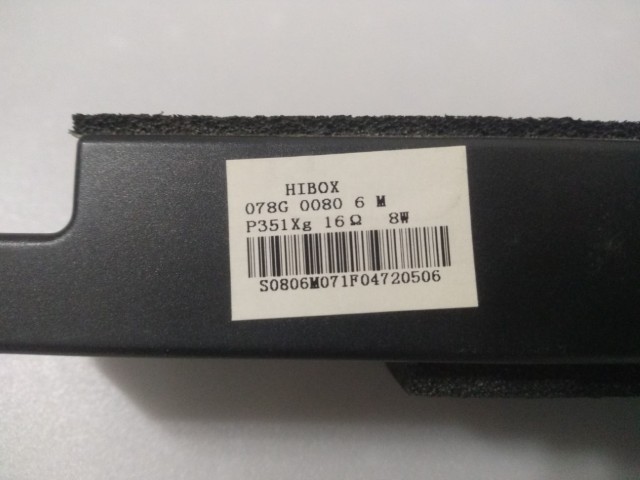 HIBOX
078G 0080 6 M
P351Xg 16Ω 8W
S0806M071F04720506